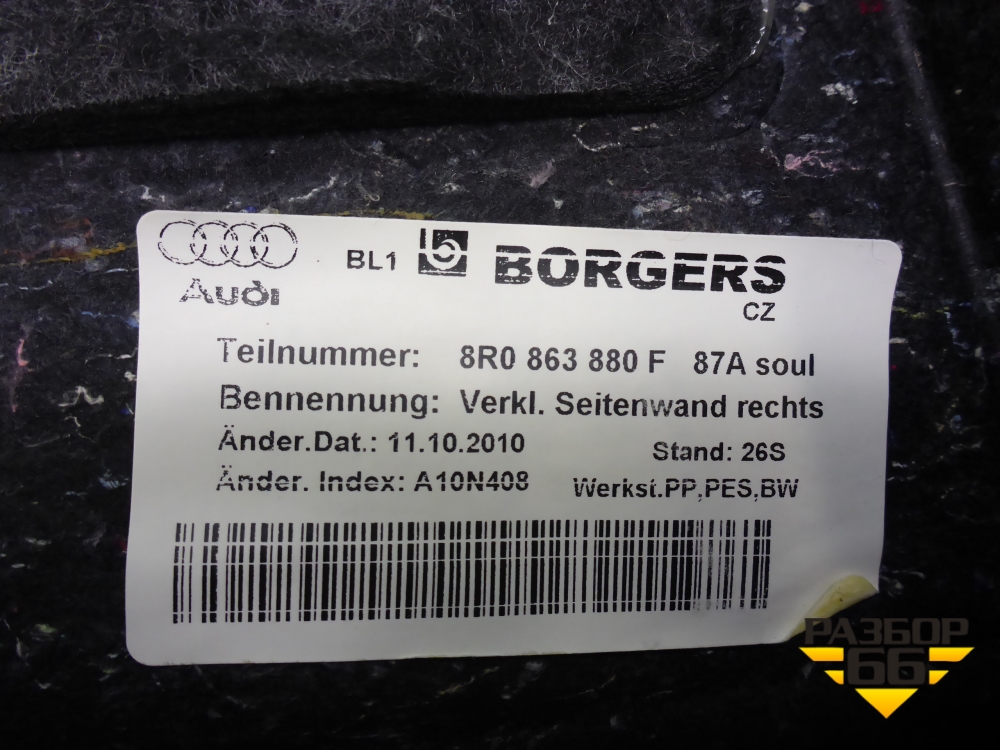 BL1 b BORGERS
Audi
CZ
Teilnummer: 8R0 863 880 F 87A soul
Bennennung: Verkl. Seitenwand rechts
Änder.Dat.: 11.10.2010 Stand: 26S
Änder. Index: A10N408 Werkst.PP,PES,BW
РАЗБОР
66